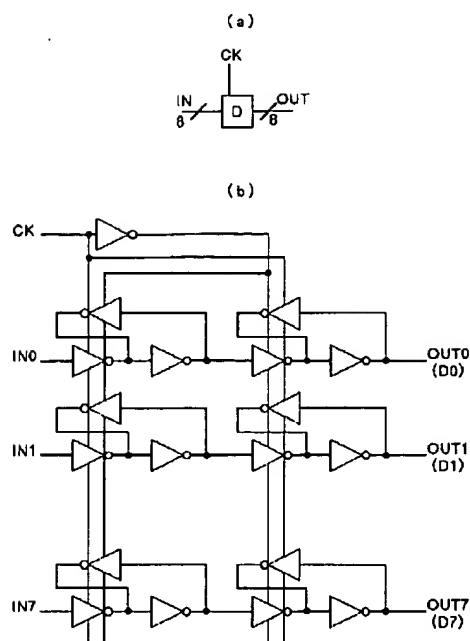 (a)
CK
IN
8
D
OUT
8
(b)
CK
IN0
OUT0
(D0)
IN1
OUT1
(D1)
IN7
OUT7
(D7)